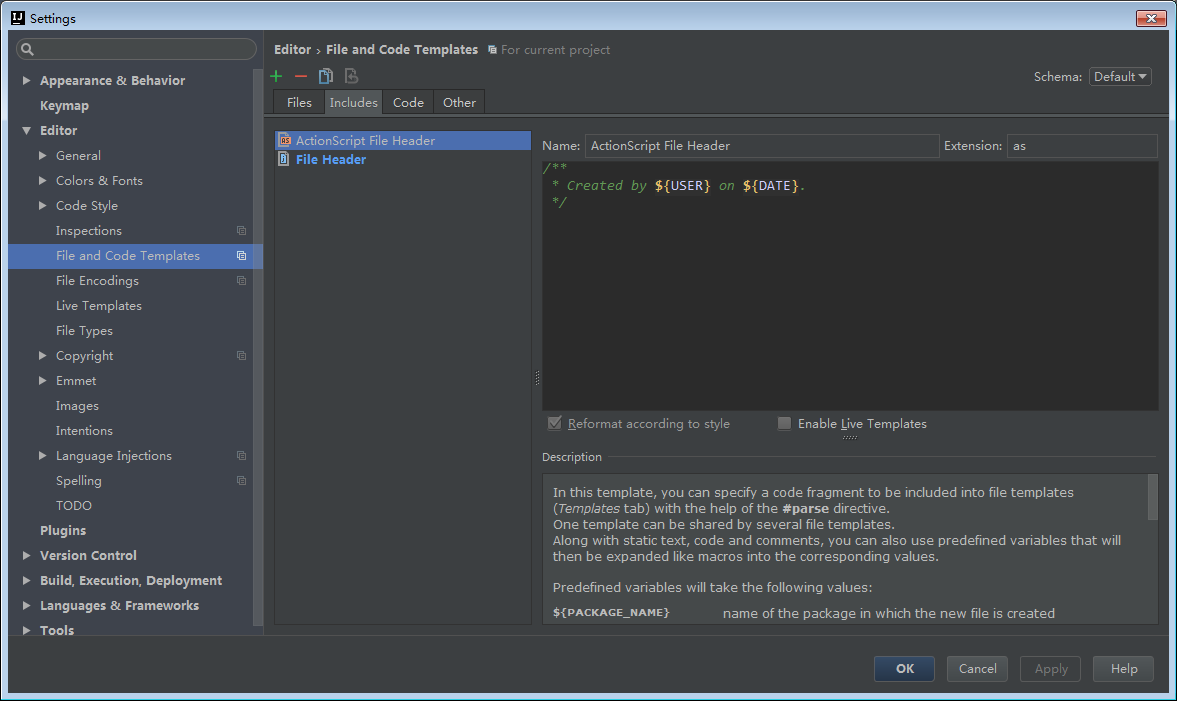 Settings
Appearance & Behavior
Keymap
Editor
General
Colors & Fonts
Code Style
Inspections
File and Code Templates
File Encodings
Live Templates
File Types
Copyright
Emmet
Images
Intentions
Language Injections
Spelling
TODO
Plugins
Version Control
Build, Execution, Deployment
Languages & Frameworks
Tools
Editor › File and Code Templates For current project
Schema: Default
Files Includes Code Other
ActionScript File Header
File Header
Name: ActionScript File Header Extension: as
/**
 * Created by ${USER} on ${DATE}.
 */
Reformat according to style Enable Live Templates
Description
In this template, you can specify a code fragment to be included into file templates
(Templates tab) with the help of the #parse directive.
One template can be shared by several file templates.
Along with static text, code and comments, you can also use predefined variables that will
then be expanded like macros into the corresponding values.
Predefined variables will take the following values:
${PACKAGE_NAME} name of the package in which the new file is created
OK Cancel Apply Help